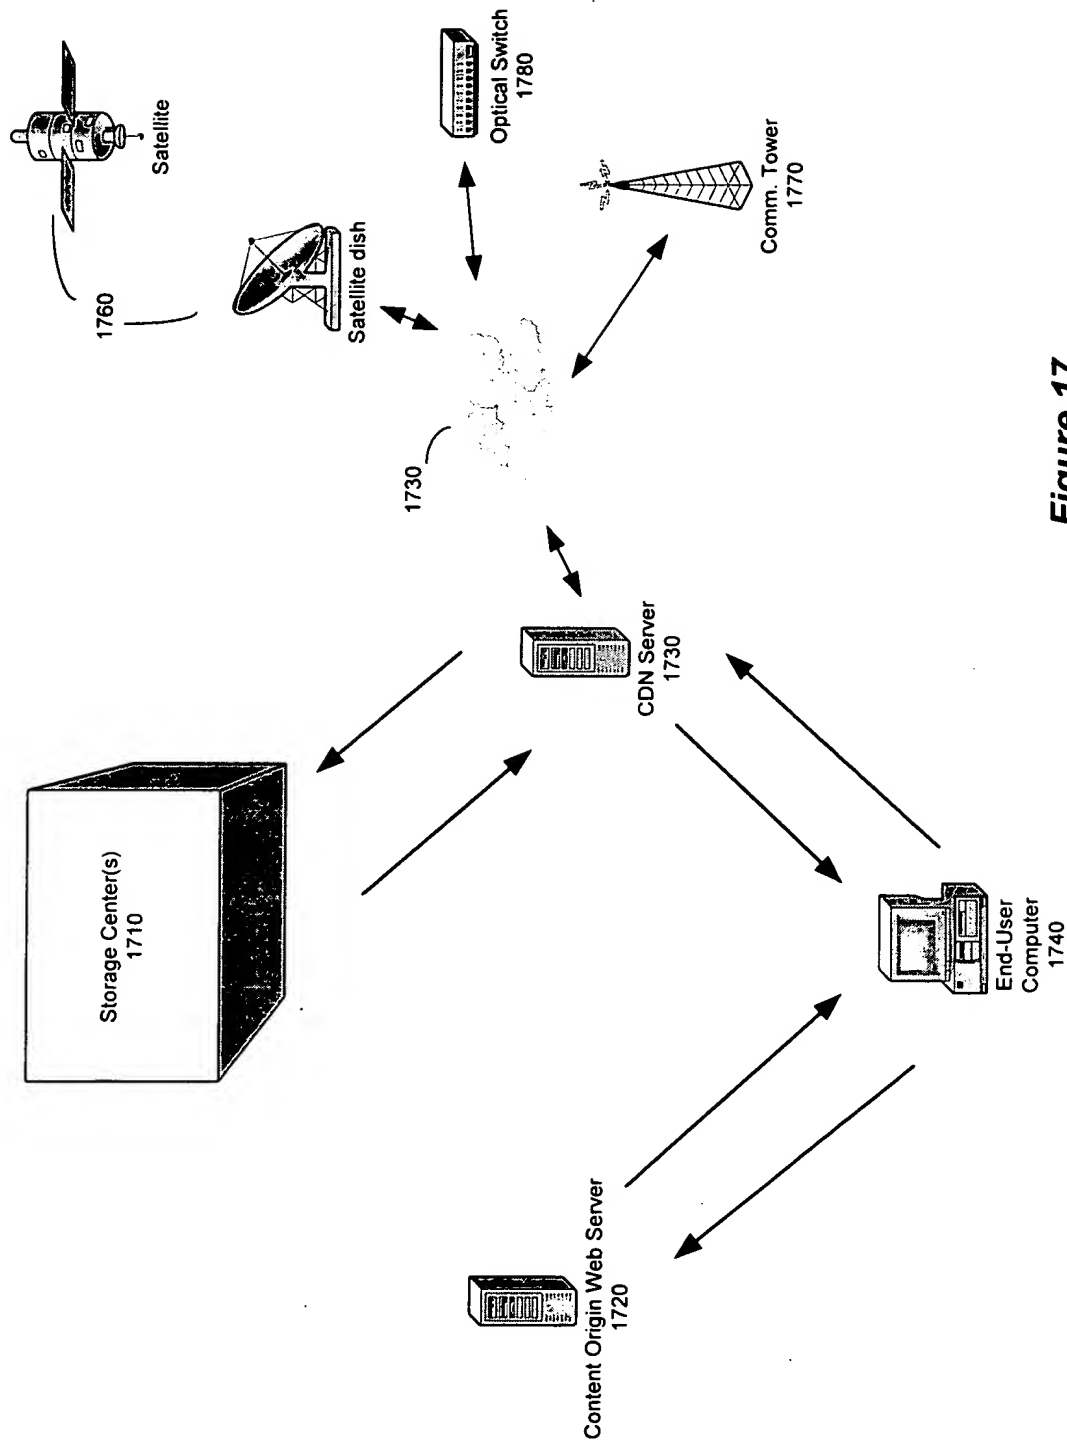 Storage Center(s)
1710
1760
Satellite
Satellite dish
Optical Switch
1780
1730
Comm. Tower
1770
CDN Server
1730
Content Origin Web Server
1720
End-User
Computer
1740
Figure 17